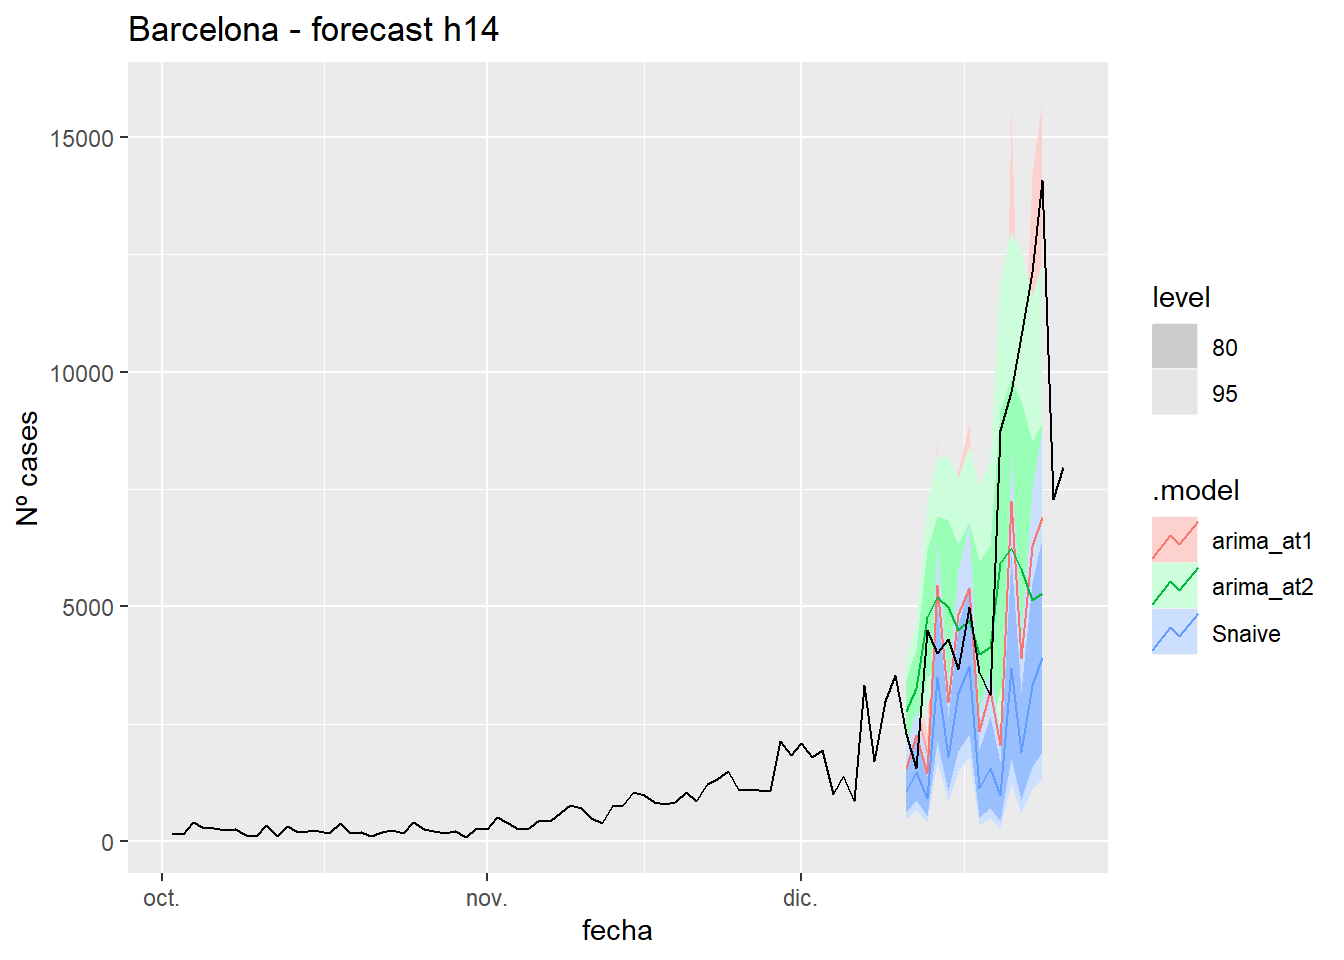 Barcelona - forecast h14
15000
10000
5000
0
Nº cases
oct.
nov.
dic.
fecha
level
80
95
.model
arima_at1
arima_at2
Snaive